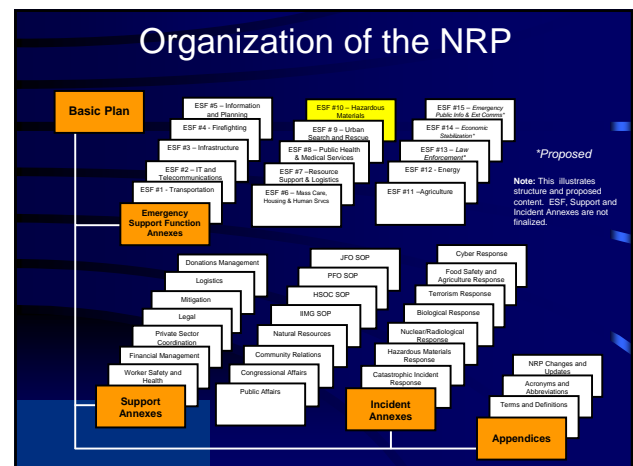 Organization of the NRP
Basic Plan
ESF #5 – Information
and Planning
ESF #4 - Firefighting
ESF #3 – Infrastructure
ESF #2 – IT and
Telecommunications
ESF #1 - Transportation
Emergency
Support Function
Annexes
ESF #10 – Hazardous
Materials
ESF # 9 – Urban
Search and Rescue
ESF #8 – Public Health
& Medical Services
ESF #7 –Resource
Support & Logistics
ESF #6 – Mass Care,
Housing & Human Srvcs
ESF #15 – Emergency
Public Info & Ext Comms*
ESF #14 – Economic
Stabilization*
ESF #13 – Law
Enforcement*
ESF #12 - Energy
ESF #11 –Agriculture
*Proposed
Note: This illustrates
structure and proposed
content. ESF, Support and
Incident Annexes are not
finalized.
Donations Management
Logistics
Mitigation
Legal
Private Sector
Coordination
Financial Management
Worker Safety and
Health
Support
Annexes
JFO SOP
PFO SOP
HSOC SOP
IIMG SOP
Natural Resources
Community Relations
Congressional Affairs
Public Affairs
Cyber Response
Food Safety and
Agriculture Response
Terrorism Response
Biological Response
Nuclear/Radiological
Response
Hazardous Materials
Response
Catastrophic Incident
Response
Incident
Annexes
NRP Changes and
Updates
Acronyms and
Abbreviations
Terms and Definitions
Appendices